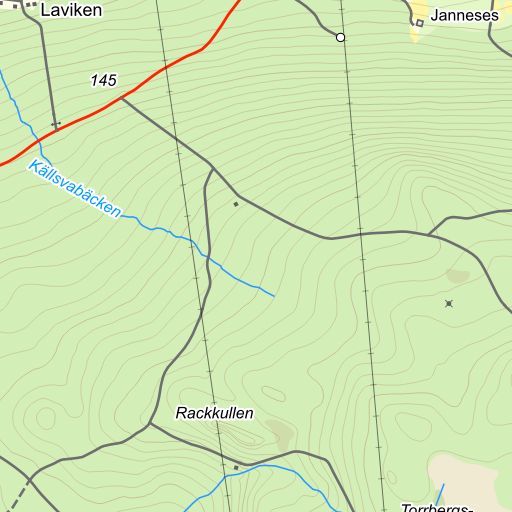 Laviken
Janneses
145
Källsvabäcken
Rackkullen
Torrbergs-